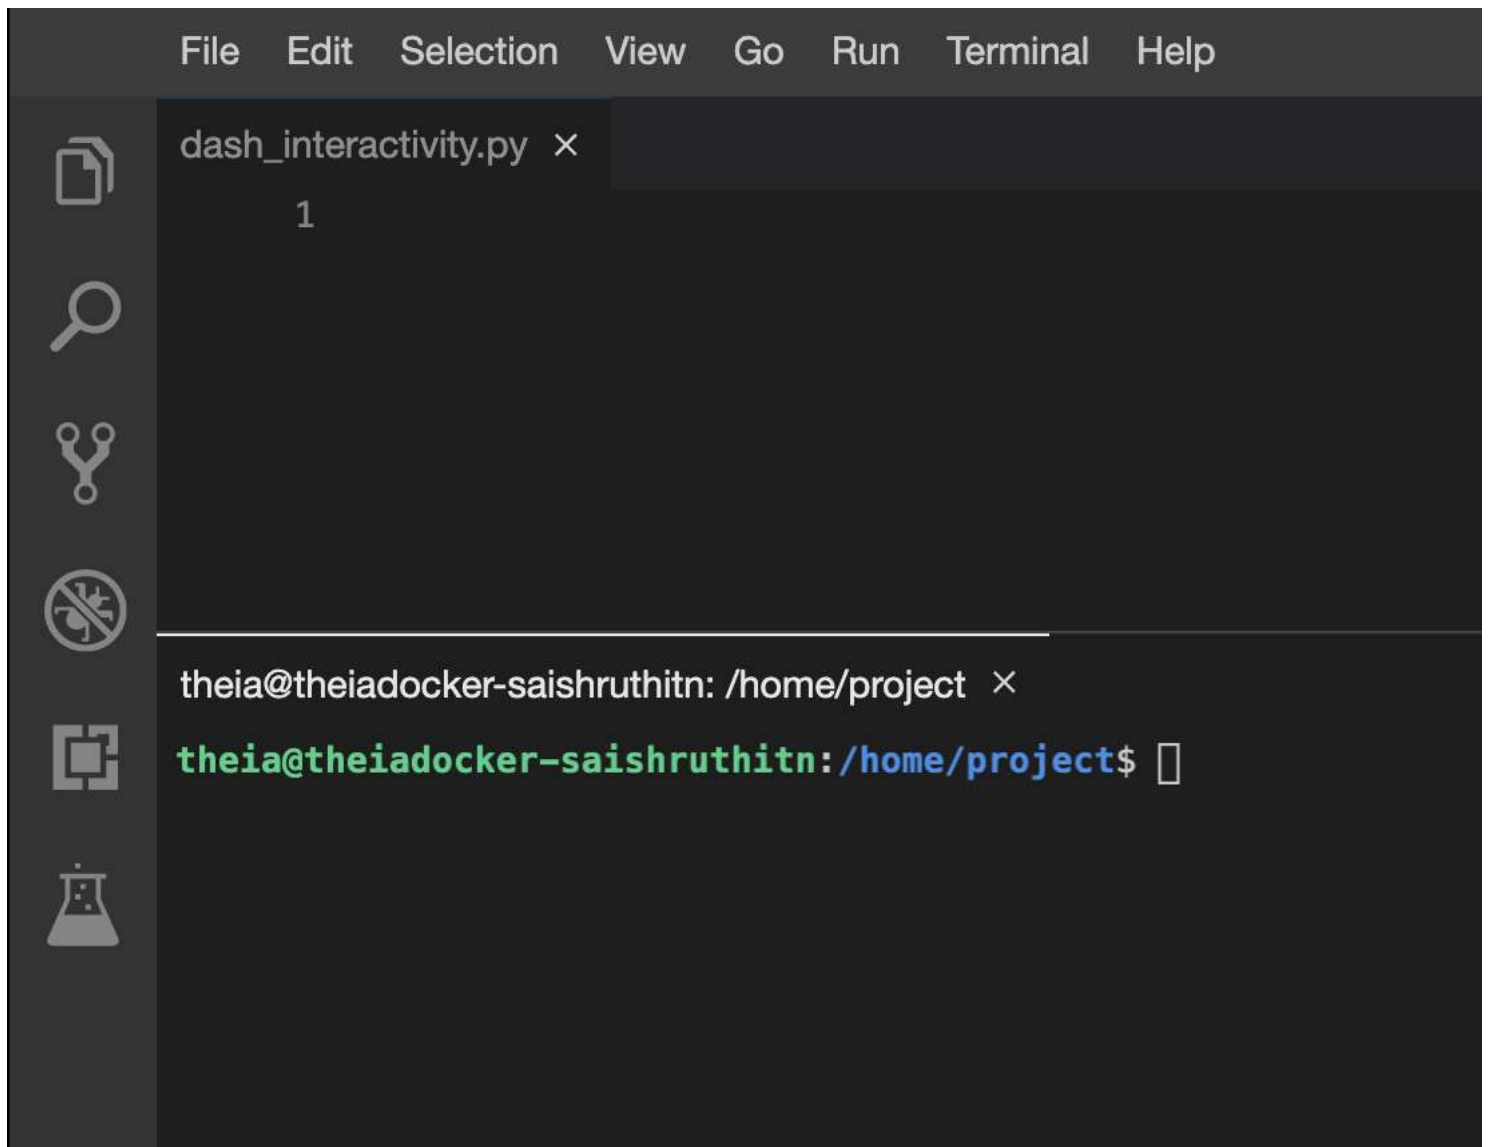 File Edit Selection View Go Run Terminal Help
dash_interactivity.py ×
1
theia@theiadocker-saishruthitn: /home/project ×
theia@theiadocker-saishruthitn:/home/project$